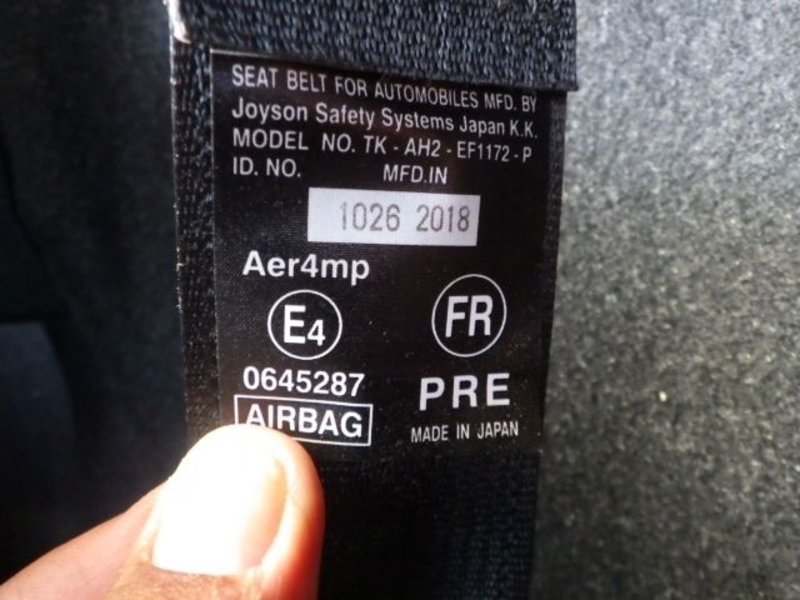 SEAT BELT FOR AUTOMOBILES MFD. BY
Joyson Safety Systems Japan K.K.
MODEL NO. TK - AH2 - EF1172 - P
ID. NO. MFD.IN
1026 2018
Aer4mp
E4 FR
0645287 PRE
AIRBAG MADE IN JAPAN